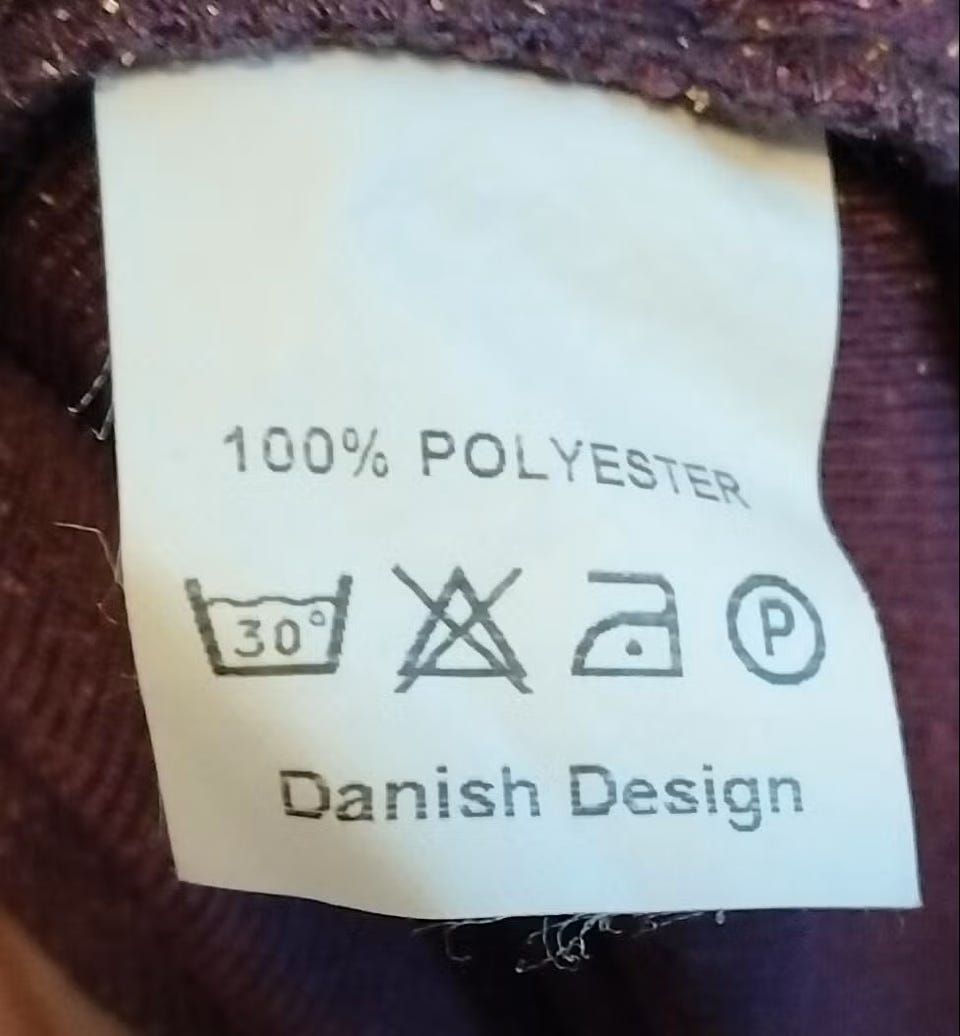 100% POLYESTER
30°
P
Danish Design